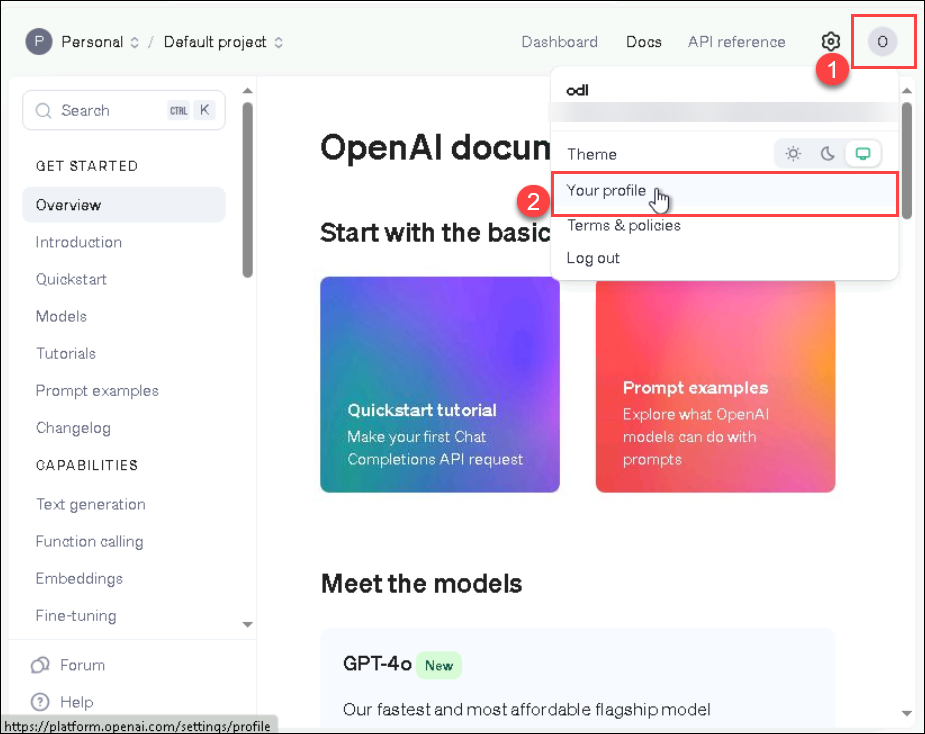 P Personal / Default project Dashboard Docs API reference O
1
Search CTRL K
odl
GET STARTED
Overview
Introduction
Quickstart
Models
Tutorials
Prompt examples
Changelog
CAPABILITIES
Text generation
Function calling
Embeddings
Fine-tuning
Forum
Help
https://platform.openai.com/settings/profile
Theme
2 Your profile
Terms & policies
Log out
OpenAI docum
Start with the basic
Quickstart tutorial
Make your first Chat
Completions API request
Prompt examples
Explore what OpenAI
models can do with
prompts
Meet the models
GPT-4o New
Our fastest and most affordable flagship model